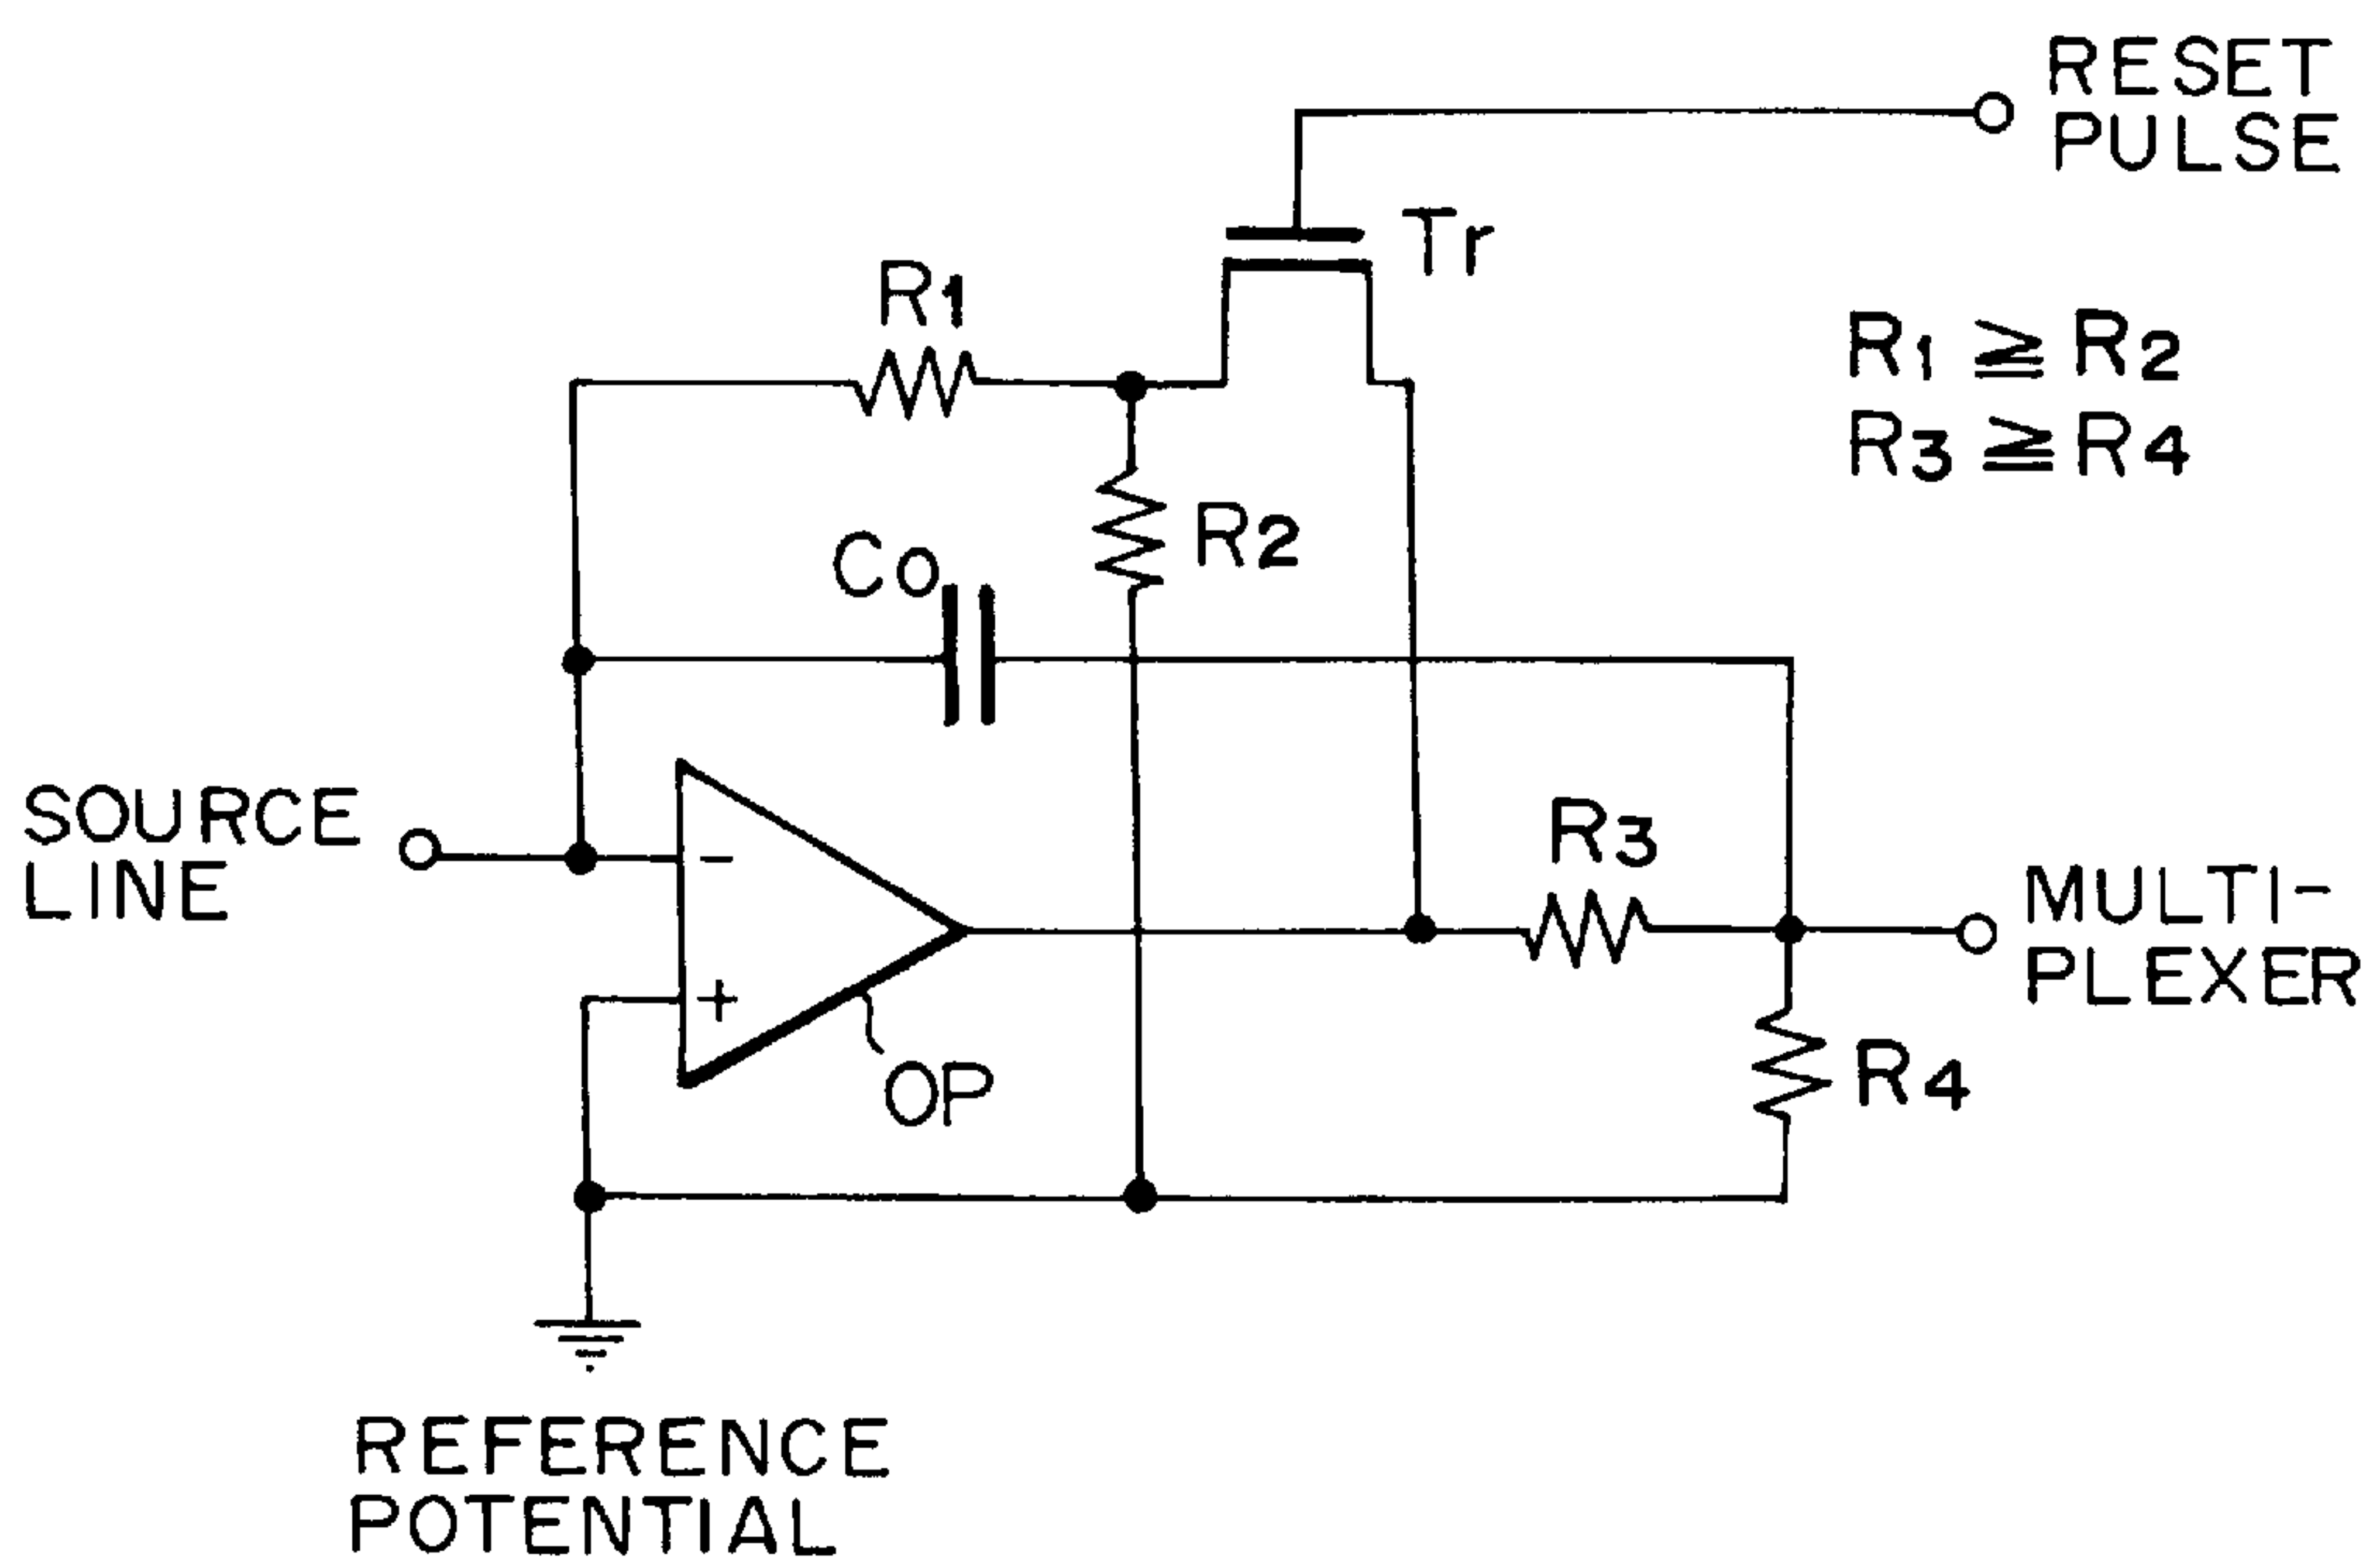 RESET
PULSE
Tr
R1
R1 ≧ R2
R3 ≧ R4
R2
Co
SOURCE
LINE
-
R3
MULTI-
PLEXER
+
OP
R4
REFERENCE
POTENTIAL